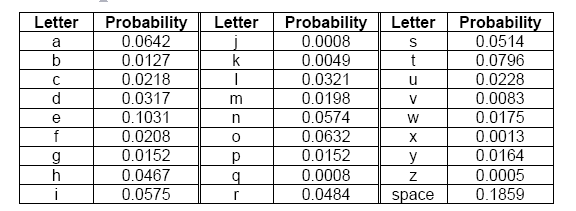 Letter Probability Letter Probability Letter Probability
a 0.0642 j 0.0008 s 0.0514
b 0.0127 k 0.0049 t 0.0796
c 0.0218 l 0.0321 u 0.0228
d 0.0317 m 0.0198 v 0.0083
e 0.1031 n 0.0574 w 0.0175
f 0.0208 o 0.0632 x 0.0013
g 0.0152 p 0.0152 y 0.0164
h 0.0467 q 0.0008 z 0.0005
i 0.0575 r 0.0484 space 0.1859